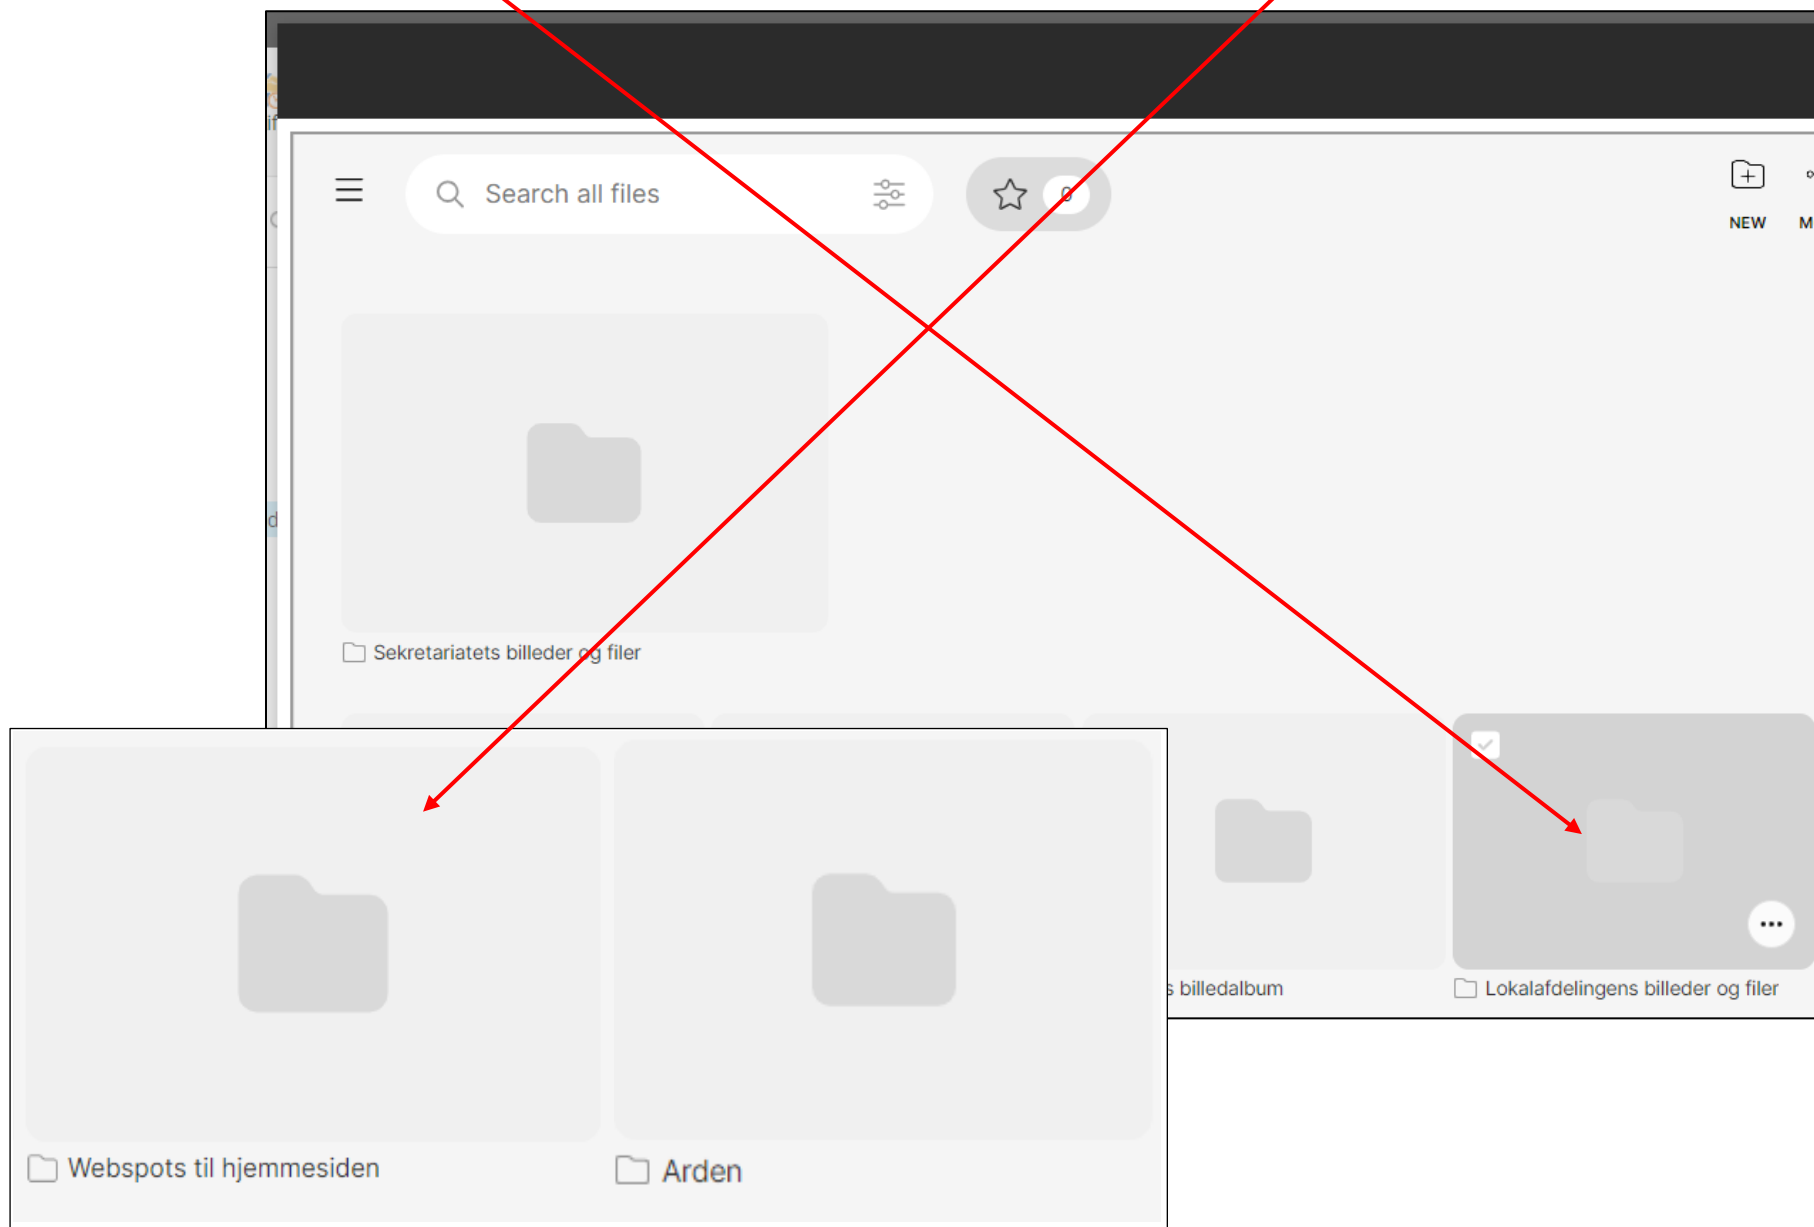 Search all files
0
NEW
M
Sekretariatets billeder og filer
s billedalbum
Lokalafdelingens billeder og filer
Webspots til hjemmesiden
Arden